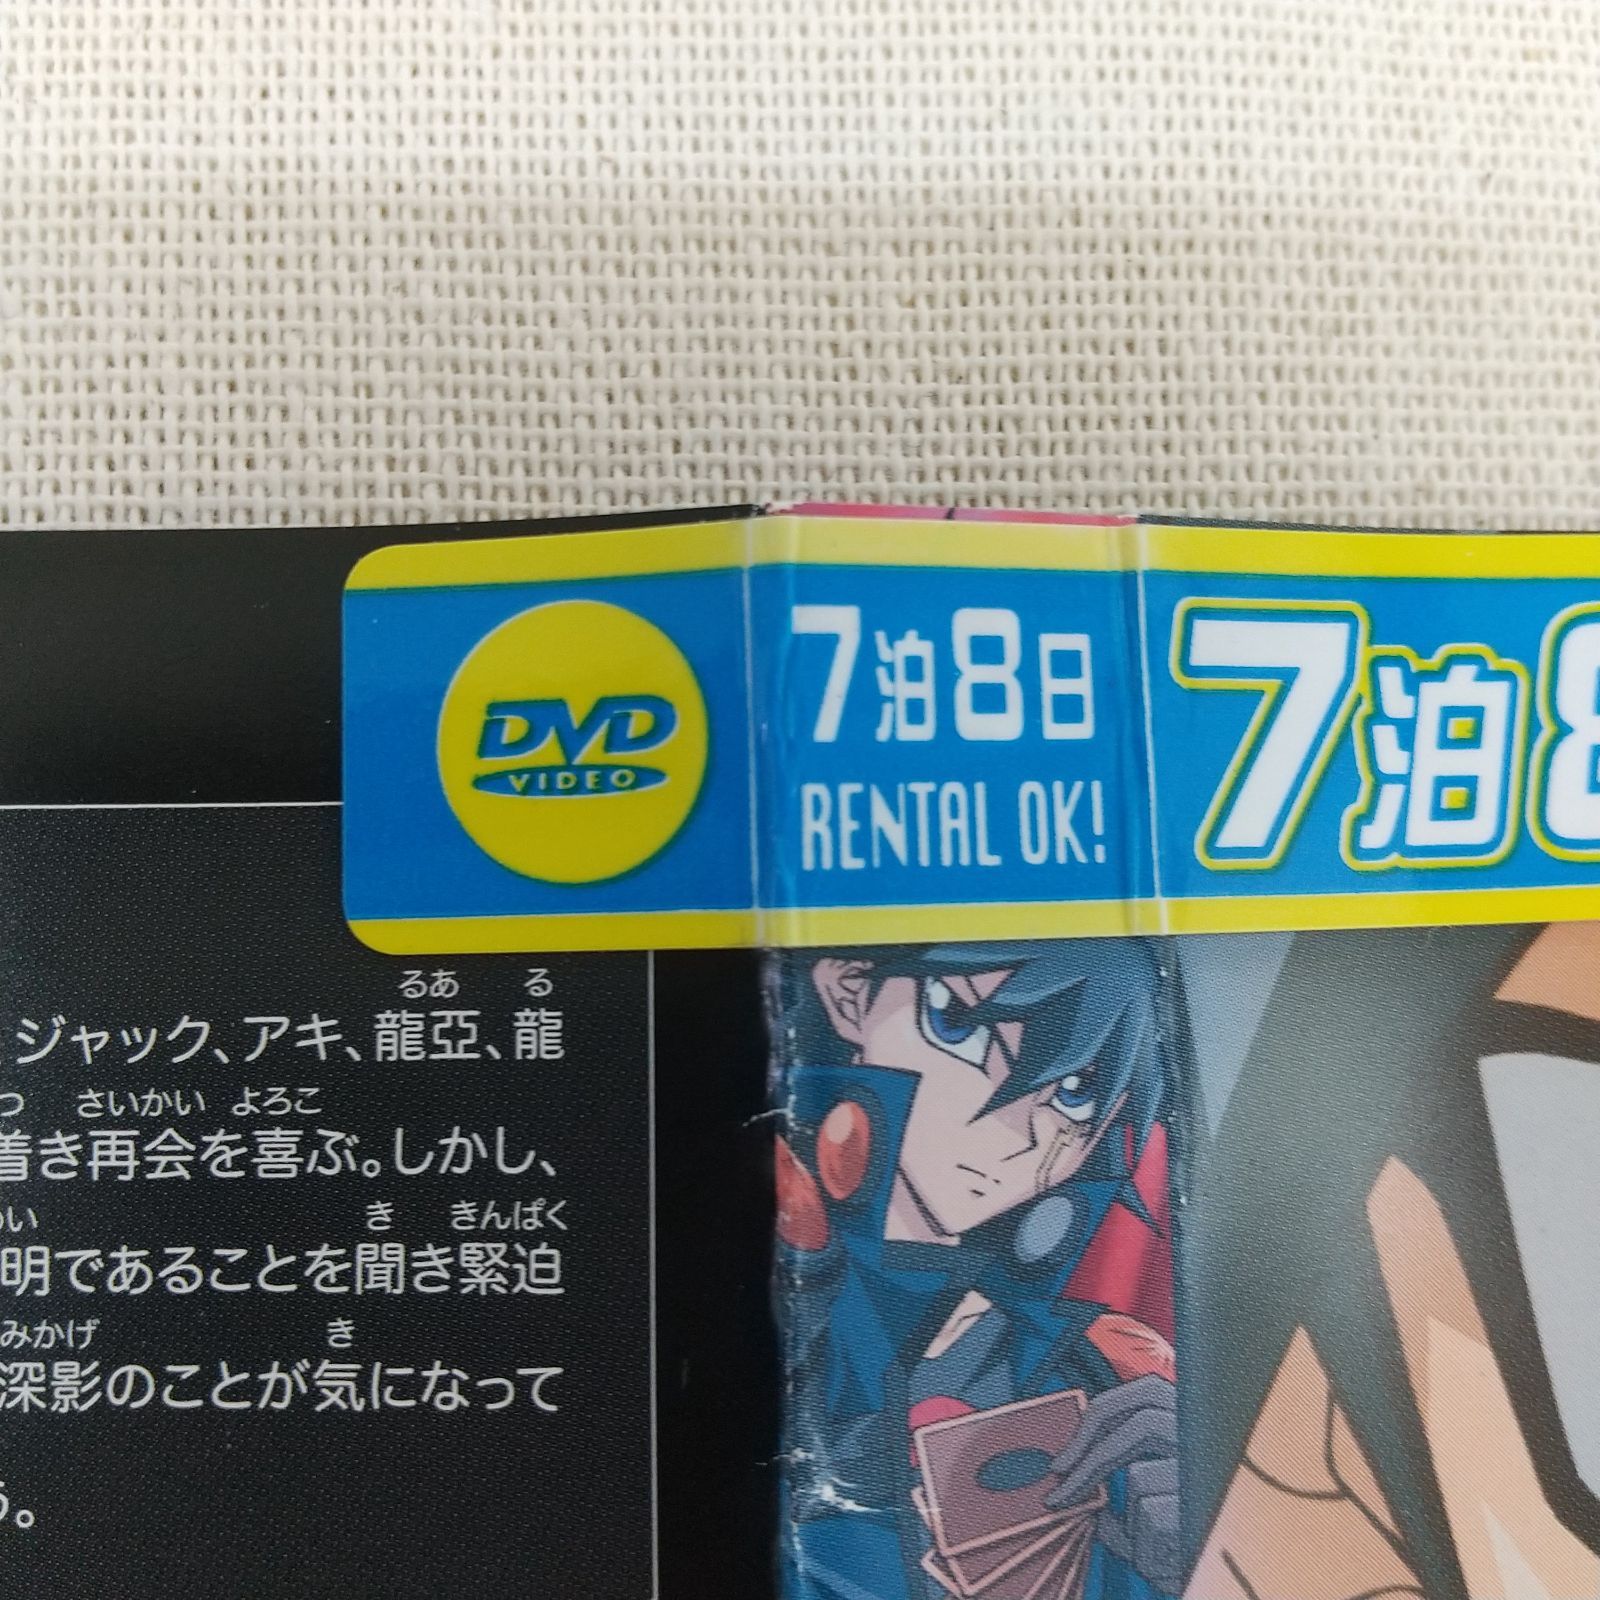 DVD
VIDEO
7泊8日
RENTAL OK!
7泊8
るあ る
ジャック、アキ、龍亞、龍
つ さいかい よろこ
着き再会を喜ぶ。しかし、
い き きんぱく
明であることを聞き緊迫
みかげ き
深影のことが気になって
う。